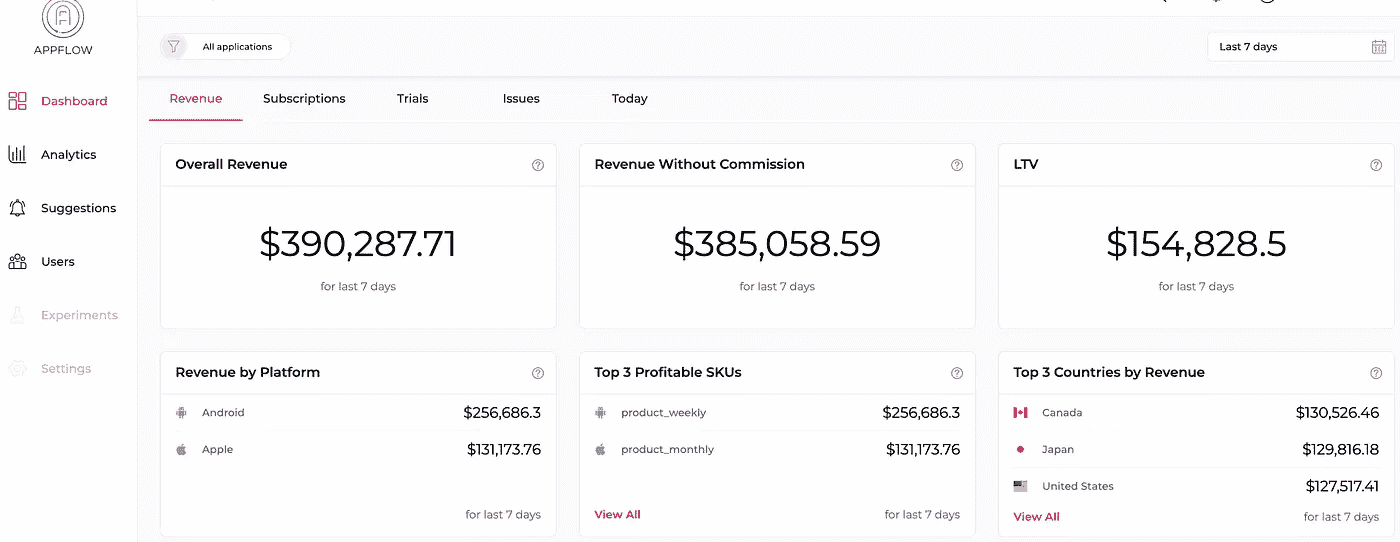 APPFLOW
All applications
Last 7 days
Dashboard
Analytics
Suggestions
Users
Experiments
Settings
Revenue Subscriptions Trials Issues Today
Overall Revenue
$390,287.71
for last 7 days
Revenue Without Commission
$385,058.59
for last 7 days
LTV
$154,828.5
for last 7 days
Revenue by Platform
Android $256,686.3
Apple $131,173.76
for last 7 days
Top 3 Profitable SKUs
product_weekly $256,686.3
product_monthly $131,173.76
View All for last 7 days
Top 3 Countries by Revenue
Canada $130,526.46
Japan $129,816.18
United States $127,517.41
View All for last 7 days